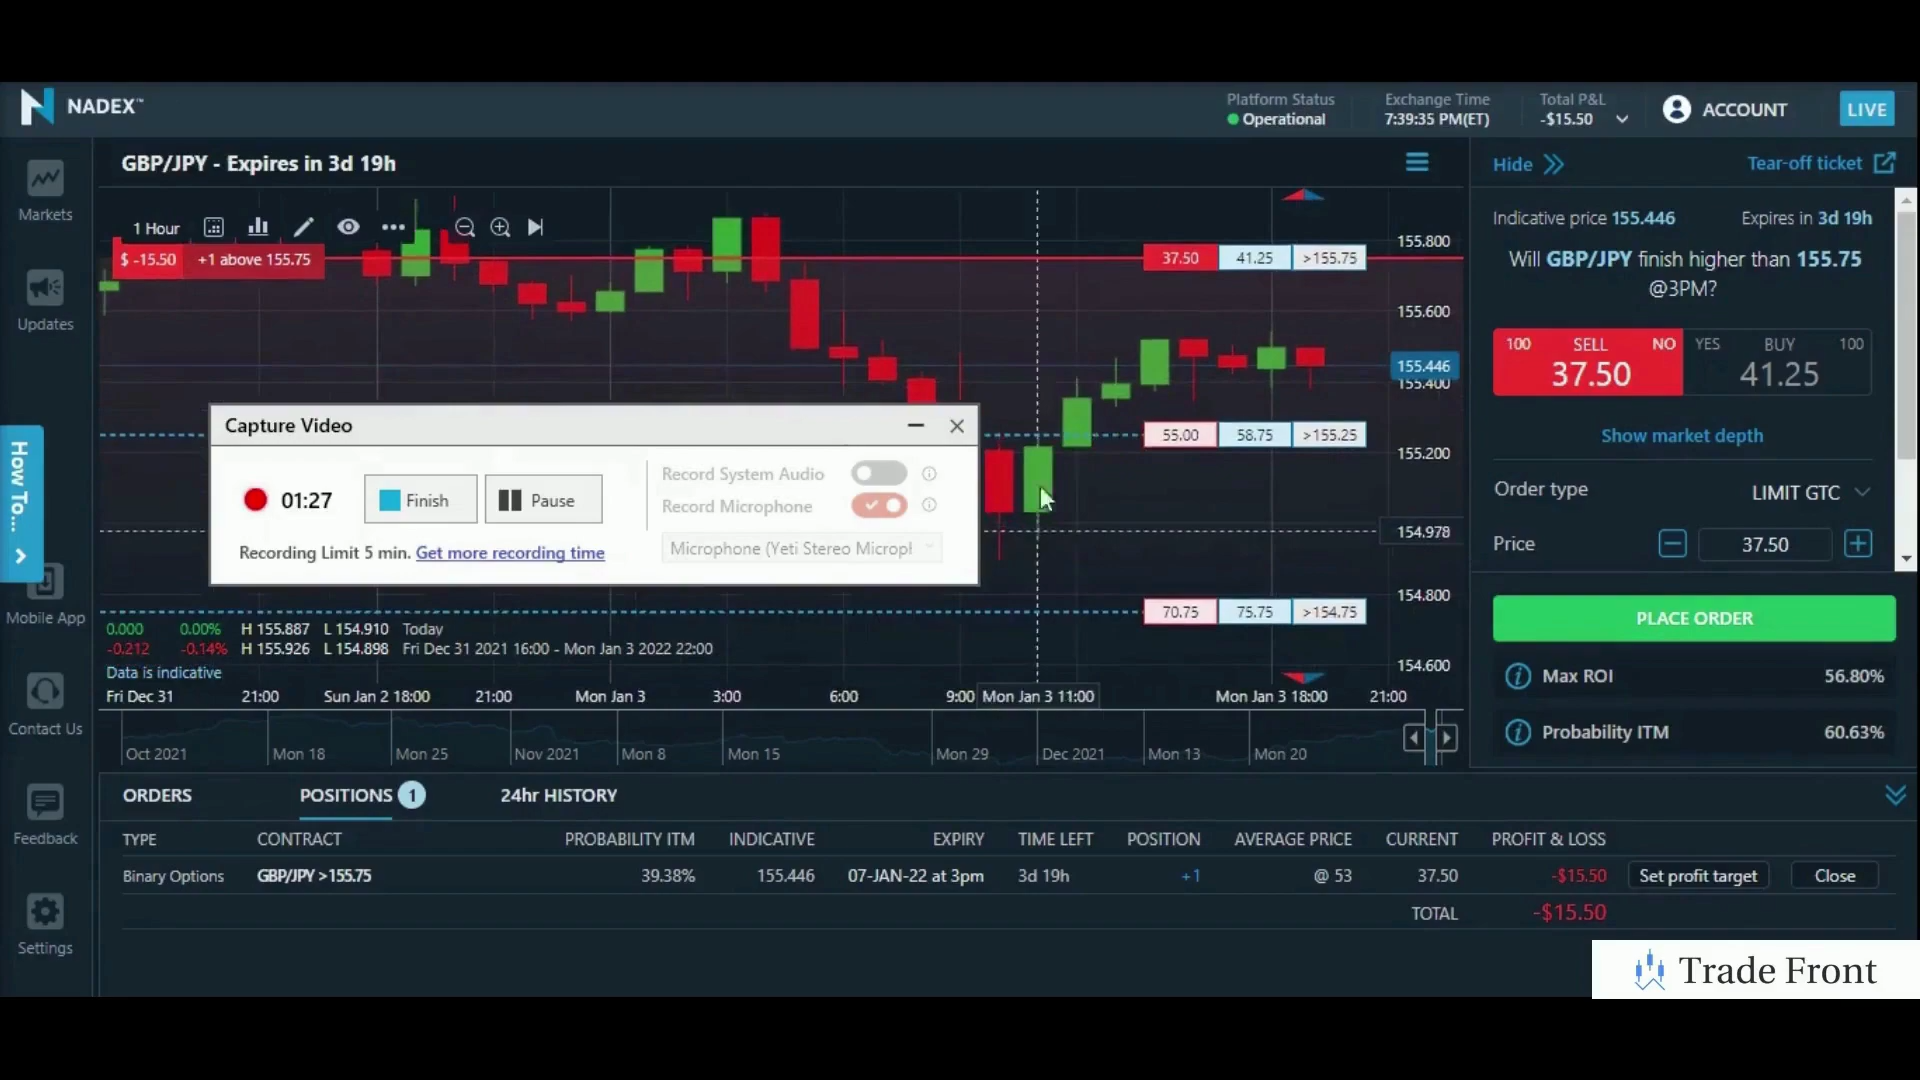 NADEX™
Platform Status
Operational
Exchange Time
7:39:35 PM(ET)
Total P&L
-$15.50
ACCOUNT
LIVE
Markets
Updates
How To...
Mobile App
Contact Us
Feedback
Settings
GBP/JPY - Expires in 3d 19h
1 Hour
$ -15.50 +1 above 155.75
37.50 41.25 >155.75
55.00 58.75 >155.25
70.75 75.75 >154.75
155.800
155.600
155.446
155.400
155.200
154.978
154.800
154.600
Capture Video
01:27
Finish
Pause
Record System Audio
Record Microphone
Recording Limit 5 min. Get more recording time
Microphone (Yeti Stereo Microph
0.000 0.00% H 155.887 L 154.910 Today
-0.212 -0.14% H 155.926 L 154.898 Fri Dec 31 2021 16:00 - Mon Jan 3 2022 22:00
Data is indicative
Fri Dec 31 21:00 Sun Jan 2 18:00 21:00 Mon Jan 3 3:00 6:00 9:00 Mon Jan 3 11:00 Mon Jan 3 18:00 21:00
Oct 2021 Mon 18 Mon 25 Nov 2021 Mon 8 Mon 15 Mon 29 Dec 2021 Mon 13 Mon 20
Hide
Tear-off ticket
Indicative price 155.446 Expires in 3d 19h
Will GBP/JPY finish higher than 155.75
@3PM?
100 SELL NO YES BUY 100
37.50 41.25
Show market depth
Order type LIMIT GTC
Price 37.50
PLACE ORDER
Max ROI 56.80%
Probability ITM 60.63%
ORDERS POSITIONS 1 24hr HISTORY
TYPE CONTRACT PROBABILITY ITM INDICATIVE EXPIRY TIME LEFT POSITION AVERAGE PRICE CURRENT PROFIT & LOSS
Binary Options GBP/JPY >155.75 39.38% 155.446 07-JAN-22 at 3pm 3d 19h +1 @ 53 37.50 -$15.50 Set profit target Close
TOTAL -$15.50
Trade Front